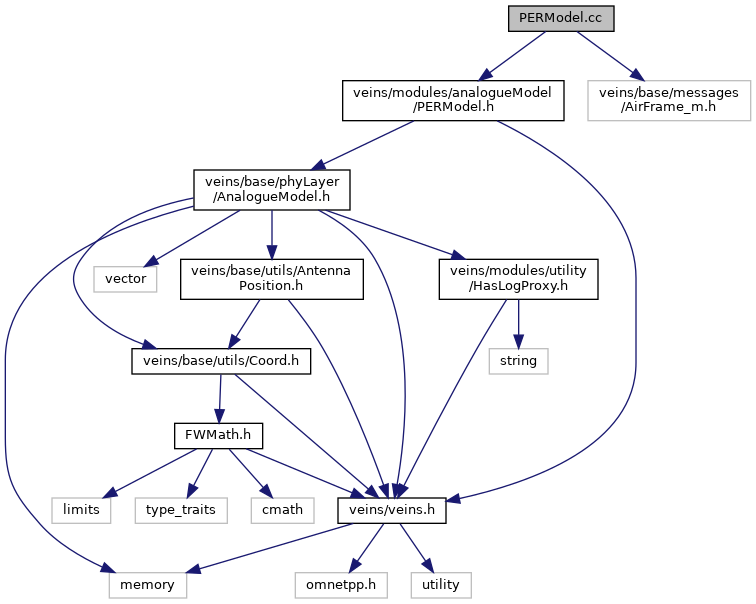 PERModel.cc
veins/modules/analogueModel
/PERModel.h
veins/base/messages
/AirFrame_m.h
veins/base/phyLayer
/AnalogueModel.h
vector
veins/base/utils/Antenna
Position.h
veins/modules/utility
/HasLogProxy.h
veins/base/utils/Coord.h
string
FWMath.h
limits
type_traits
cmath
veins/veins.h
memory
omnetpp.h
utility